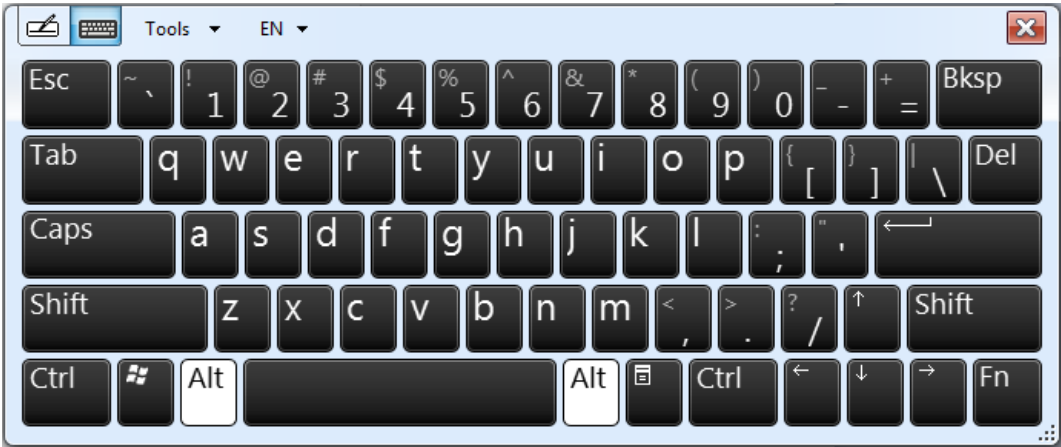 Tools EN
Esc ~ ` ! 1 @ 2 # 3 $ 4 % 5 ^ 6 & 7 * 8 ( 9 ) 0 _ - + = Bksp
Tab q w e r t y u i o p { [ } ] | \ Del
Caps a s d f g h j k l : ; " '
Shift z x c v b n m < , > . ? / ↑ Shift
Ctrl Alt Alt Ctrl ← ↓ → Fn